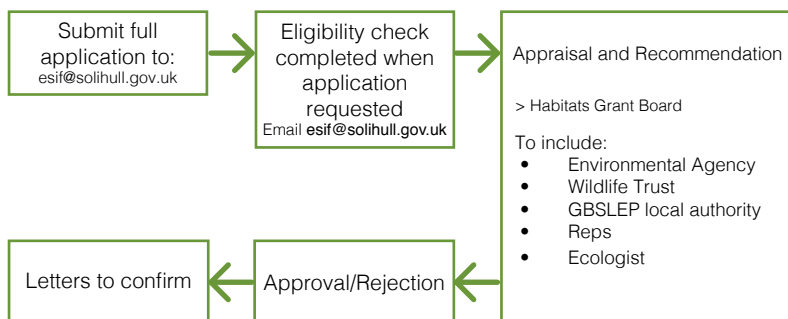 Submit full
application to:
esif@solihull.gov.uk
Eligibility check
completed when
application
requested
Email esif@solihull.gov.uk
Appraisal and Recommendation
> Habitats Grant Board
To include:
• Environmental Agency
• Wildlife Trust
• GBSLEP local authority
• Reps
• Ecologist
Approval/Rejection
Letters to confirm